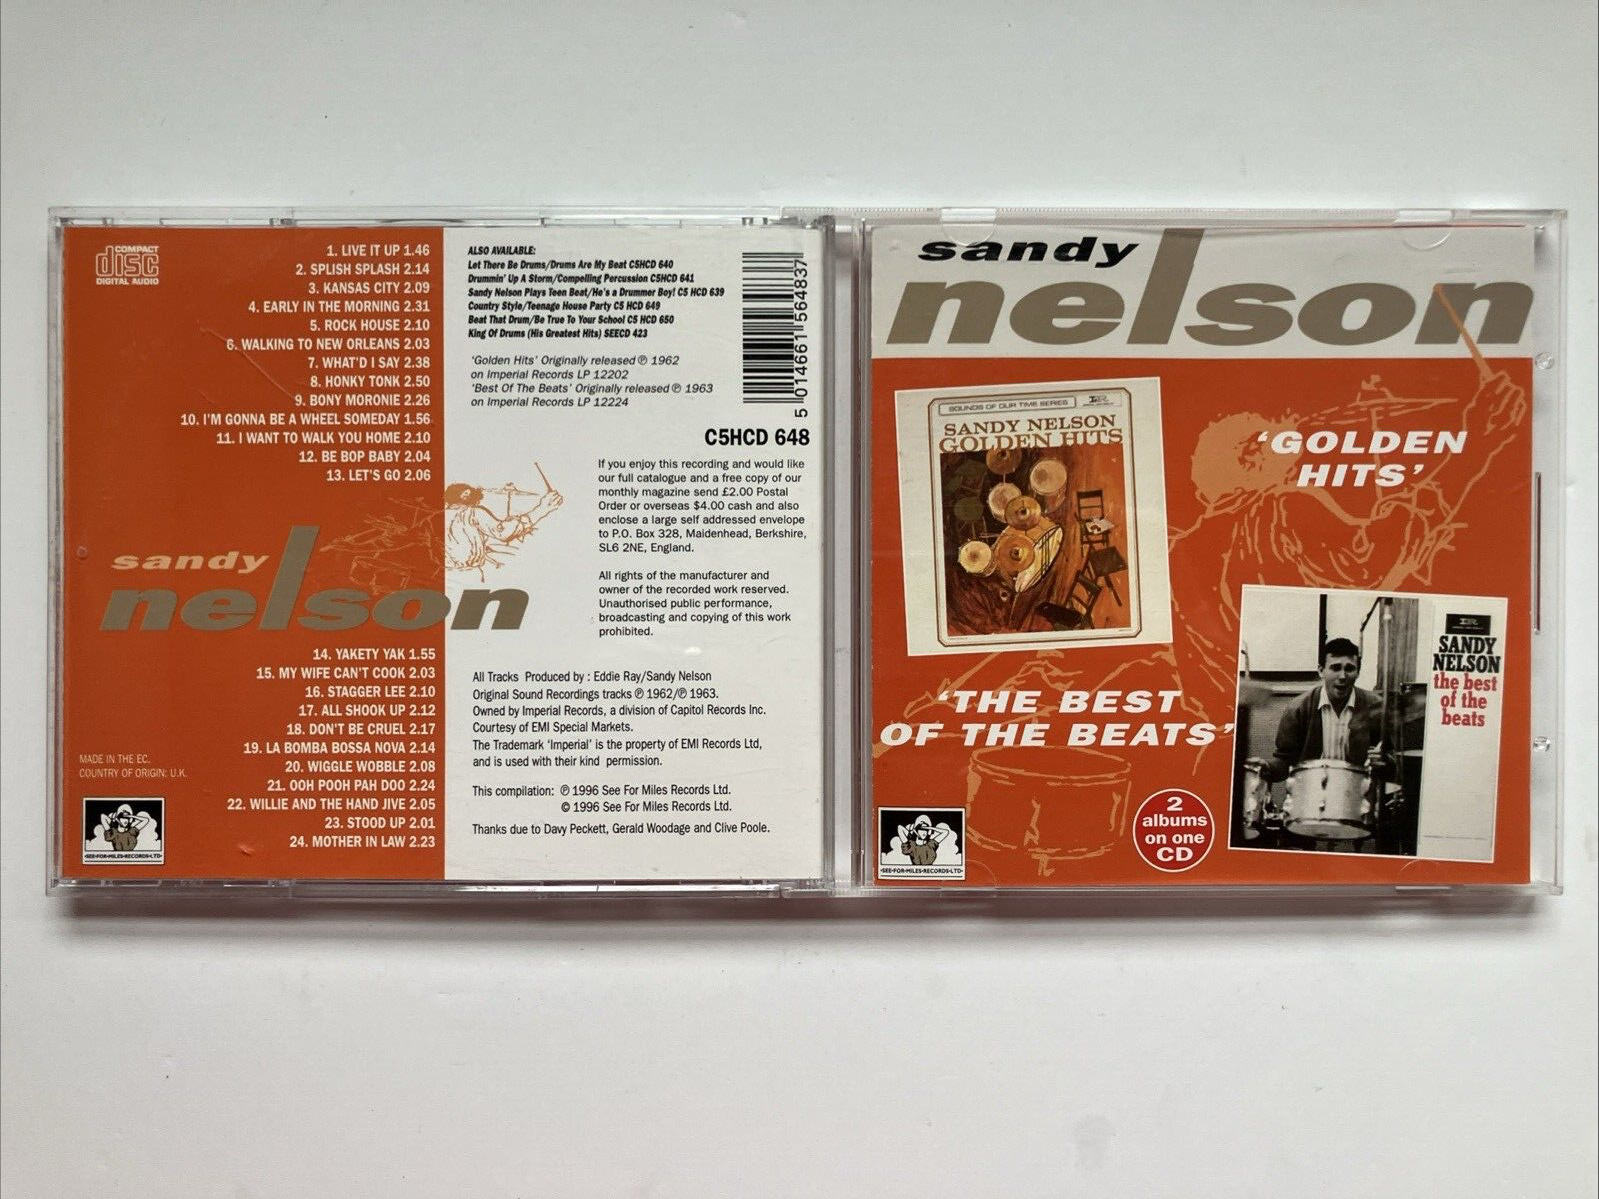 COMPACT
disc
DIGITAL AUDIO
1. LIVE IT UP 1.46
2. SPLISH SPLASH 2.14
3. KANSAS CITY 2.09
4. EARLY IN THE MORNING 2.31
5. ROCK HOUSE 2.10
6. WALKING TO NEW ORLEANS 2.03
7. WHAT'D I SAY 2.38
8. HONKY TONK 2.50
9. BONY MORONIE 2.26
10. I'M GONNA BE A WHEEL SOMEDAY 1.56
11. I WANT TO WALK YOU HOME 2.10
12. BE BOP BABY 2.04
13. LET'S GO 2.06
sandy
nelson
14. YAKETY YAK 1.55
15. MY WIFE CAN'T COOK 2.03
16. STAGGER LEE 2.10
17. ALL SHOOK UP 2.12
18. DON'T BE CRUEL 2.17
19. LA BOMBA BOSSA NOVA 2.14
20. WIGGLE WOBBLE 2.08
21. OOH POOH PAH DOO 2.24
22. WILLIE AND THE HAND JIVE 2.05
23. STOOD UP 2.01
24. MOTHER IN LAW 2.23
MADE IN THE EC.
COUNTRY OF ORIGIN: U.K.
•SEE•FOR•MILES•RECORDS•LTD•
ALSO AVAILABLE:
Let There Be Drums/Drums Are My Beat C5HCD 640
Drummin' Up A Storm/Compelling Percussion C5HCD 641
Sandy Nelson Plays Teen Beat/He's a Drummer Boy! C5 HCD 639
Country Style/Teenage House Party C5 HCD 649
Beat That Drum/Be True To Your School C5 HCD 650
King Of Drums (His Greatest Hits) SEECD 423
'Golden Hits' Originally released ℗ 1962
on Imperial Records LP 12202
'Best Of The Beats' Originally released ℗ 1963
on Imperial Records LP 12224
5 014661 564837
C5HCD 648
If you enjoy this recording and would like
our full catalogue and a free copy of our
monthly magazine send £2.00 Postal
Order or overseas $4.00 cash and also
enclose a large self addressed envelope
to P.O. Box 328, Maidenhead, Berkshire,
SL6 2NE, England.
All rights of the manufacturer and
owner of the recorded work reserved.
Unauthorised public performance,
broadcasting and copying of this work
prohibited.
All Tracks Produced by : Eddie Ray/Sandy Nelson
Original Sound Recordings tracks ℗ 1962/℗ 1963.
Owned by Imperial Records, a division of Capitol Records Inc.
Courtesy of EMI Special Markets.
The Trademark 'Imperial' is the property of EMI Records Ltd,
and is used with their kind permission.
This compilation: ℗ 1996 See For Miles Records Ltd.
© 1996 See For Miles Records Ltd.
Thanks due to Davy Peckett, Gerald Woodage and Clive Poole.
sandy
nelson
SOUNDS OF OUR TIME SERIES
IR
SANDY NELSON
GOLDEN HITS
'GOLDEN
HITS'
'THE BEST
OF THE BEATS'
IR
SANDY
NELSON
the best
of the
beats
2
albums
on one
CD
•SEE•FOR•MILES•RECORDS•LTD•